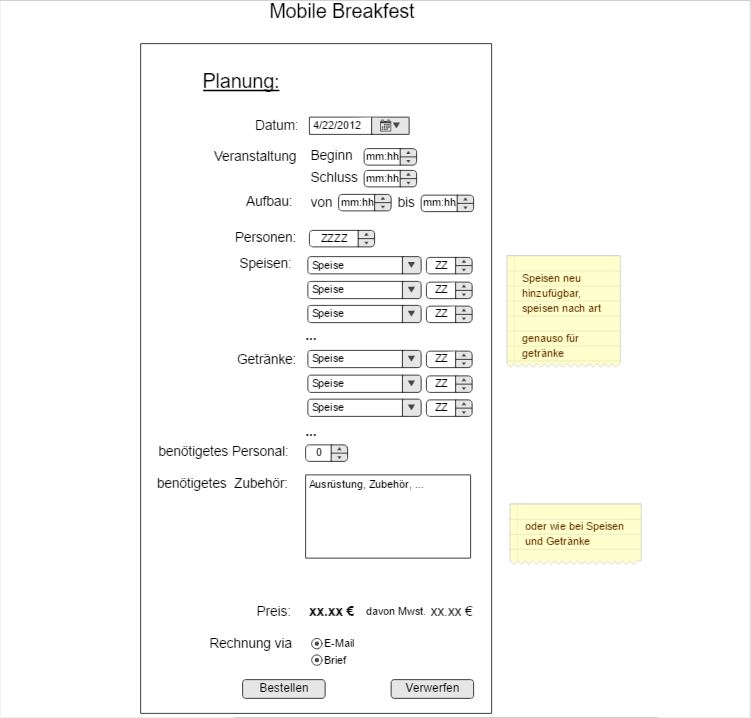 Mobile Breakfest
Planung:
Datum: 4/22/2012
Veranstaltung Beginn mm:hh
Schluss mm:hh
Aufbau: von mm:hh bis mm:hh
Personen: ZZZZ
Speisen: Speise ZZ
Speise ZZ
Speise ZZ
...
Getränke: Speise ZZ
Speise ZZ
Speise ZZ
...
benötigetes Personal: 0
benötigetes Zubehör: Ausrüstung, Zubehör, ...
Preis: xx.xx € davon Mwst. xx.xx €
Rechnung via E-Mail
Brief
Bestellen Verwerfen
Speisen neu
hinzufügbar,
speisen nach art
genauso für
getränke
oder wie bei Speisen
und Getränke